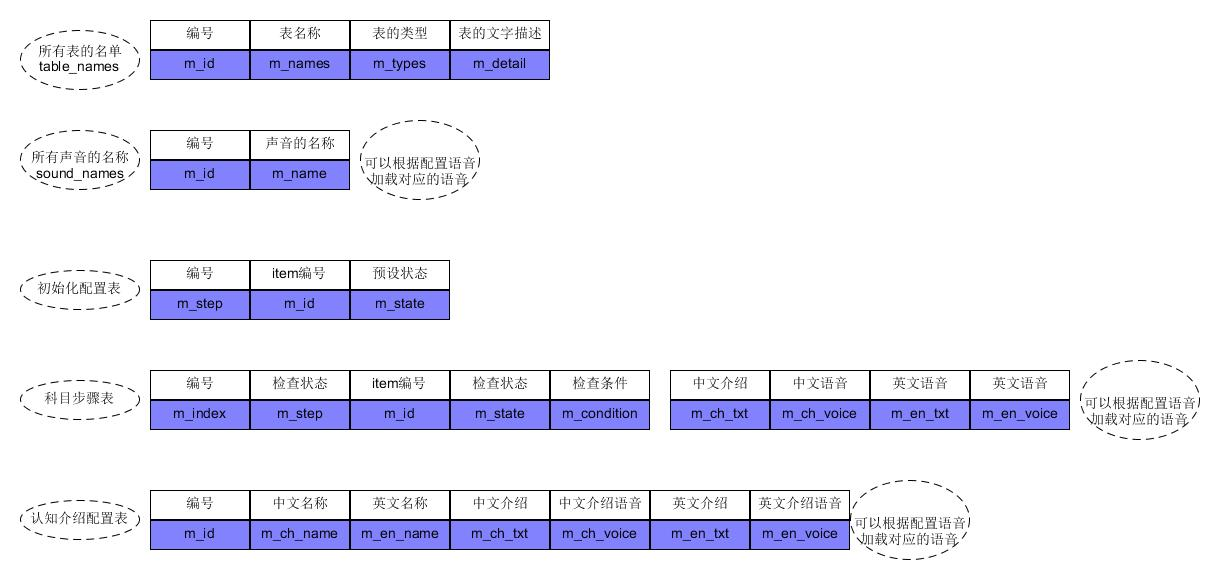 编号 表名称 表的类型 表的文字描述
所有表的名单
table_names
m_id m_names m_types m_detail
编号 声音的名称
所有声音的名称
sound_names
m_id m_name
可以根据配置语音
加载对应的语音
编号 item编号 预设状态
初始化配置表
m_step m_id m_state
编号 检查状态 item编号 检查状态 检查条件 中文介绍 中文语音 英文语音 英文语音
科目步骤表
m_index m_step m_id m_state m_condition m_ch_txt m_ch_voice m_en_txt m_en_voice
可以根据配置语音
加载对应的语音
编号 中文名称 英文名称 中文介绍 中文介绍语音 英文介绍 英文介绍语音
认知介绍配置表
m_id m_ch_name m_en_name m_ch_txt m_ch_voice m_en_txt m_en_voice
可以根据配置语音
加载对应的语音